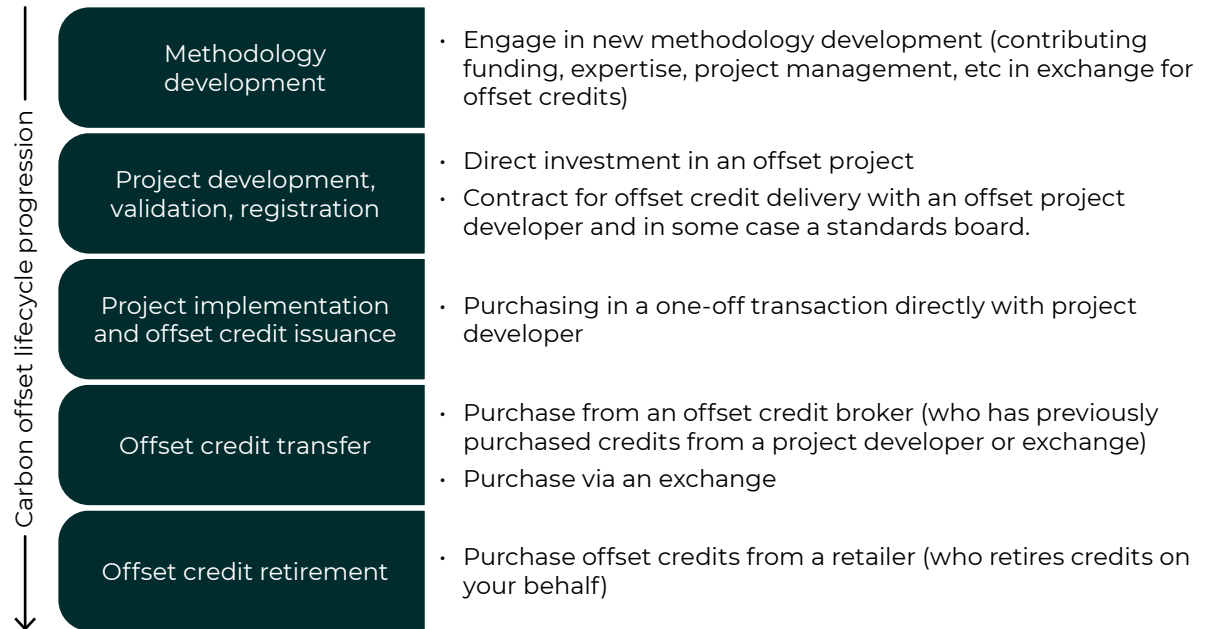 Carbon offset lifecycle progression
Methodology
development
• Engage in new methodology development (contributing
funding, expertise, project management, etc in exchange for
offset credits)
Project development,
validation, registration
• Direct investment in an offset project
• Contract for offset credit delivery with an offset project
developer and in some case a standards board.
Project implementation
and offset credit issuance
• Purchasing in a one-off transaction directly with project
developer
Offset credit transfer
• Purchase from an offset credit broker (who has previously
purchased credits from a project developer or exchange)
• Purchase via an exchange
Offset credit retirement
• Purchase offset credits from a retailer (who retires credits on
your behalf)